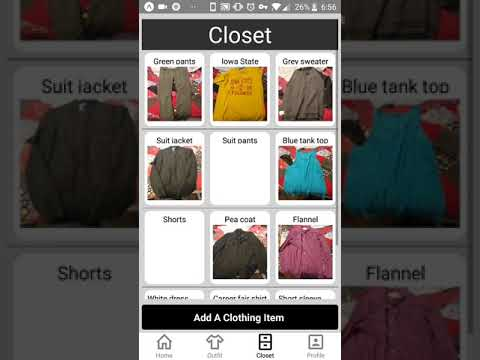 26% 6:56
Closet
Green pants
Iowa State
Grey sweater
Suit jacket
Suit pants
Blue tank top
Shorts
Pea coat
Flannel
White dress
Career fair shirt
Short sleeve
Add A Clothing Item
Home
Outfit
Closet
Profile
Suit jacket
Blue tank top
Shorts
Flannel